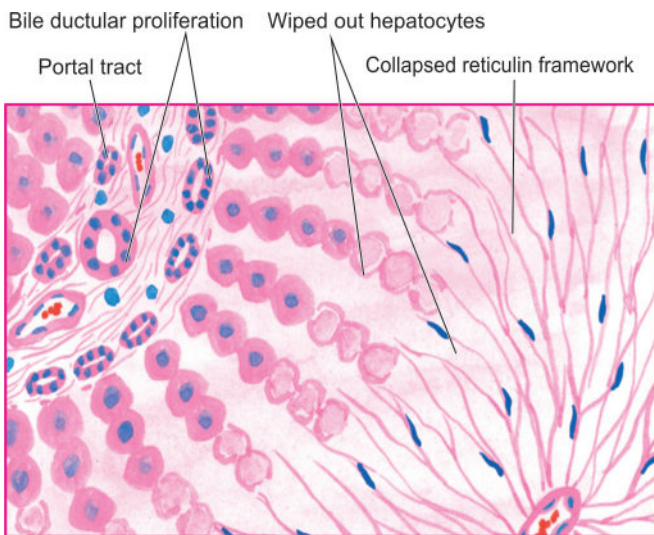 Bile ductular proliferation
Wiped out hepatocytes
Portal tract
Collapsed reticulin framework